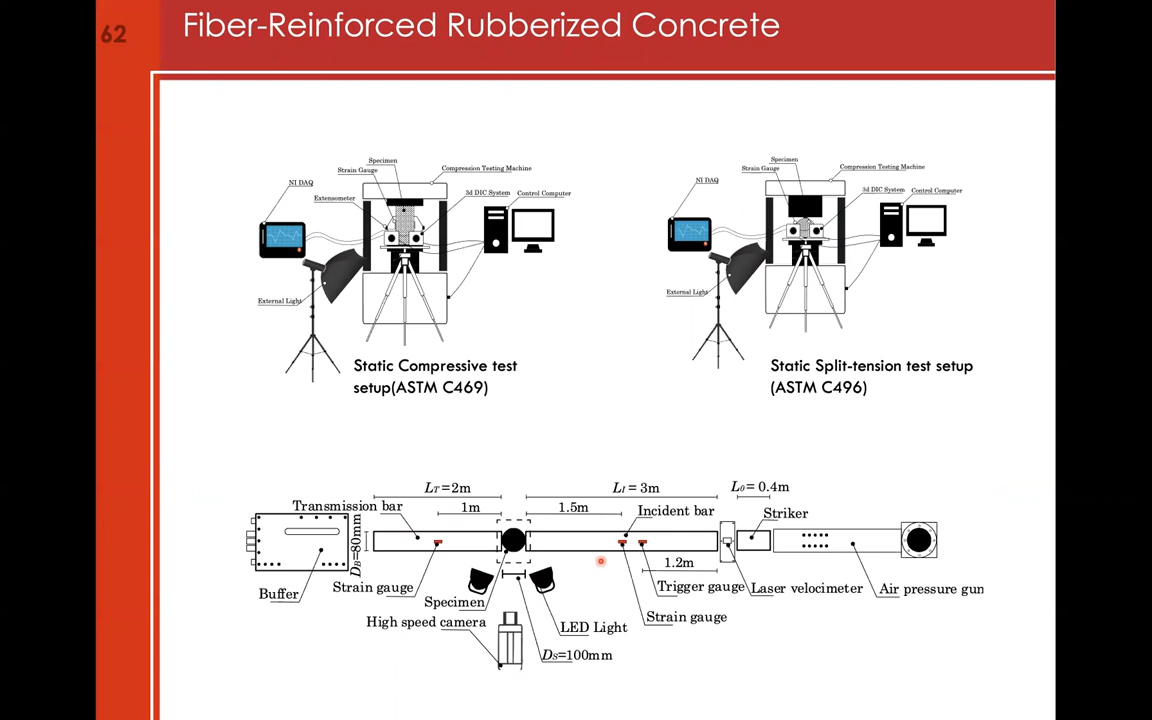 62
Fiber-Reinforced Rubberized Concrete
Specimen
Strain Gauge
Compression Testing Machine
NI DAQ
Extensometer
3d DIC System
Control Computer
External Light
Static Compressive test
setup(ASTM C469)
Specimen
Strain Gauge
Compression Testing Machine
NI DAQ
3d DIC System
Control Computer
External Light
Static Split-tension test setup
(ASTM C496)
LT=2m
LI= 3m
L0= 0.4m
Transmission bar
1m
1.5m
Incident bar
Striker
DB=80mm
1.2m
Buffer
Strain gauge
Specimen
High speed camera
LED Light
DS=100mm
Trigger gauge
Strain gauge
Laser velocimeter
Air pressure gun